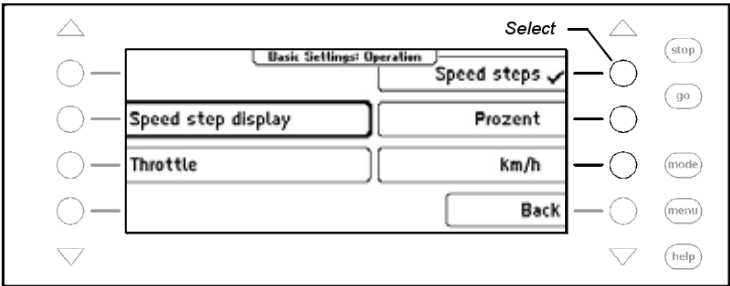 Select
stop
Basic Settings: Operation
Speed steps ✓
go
Speed step display
Prozent
Throttle
km/h
mode
Back
menu
help